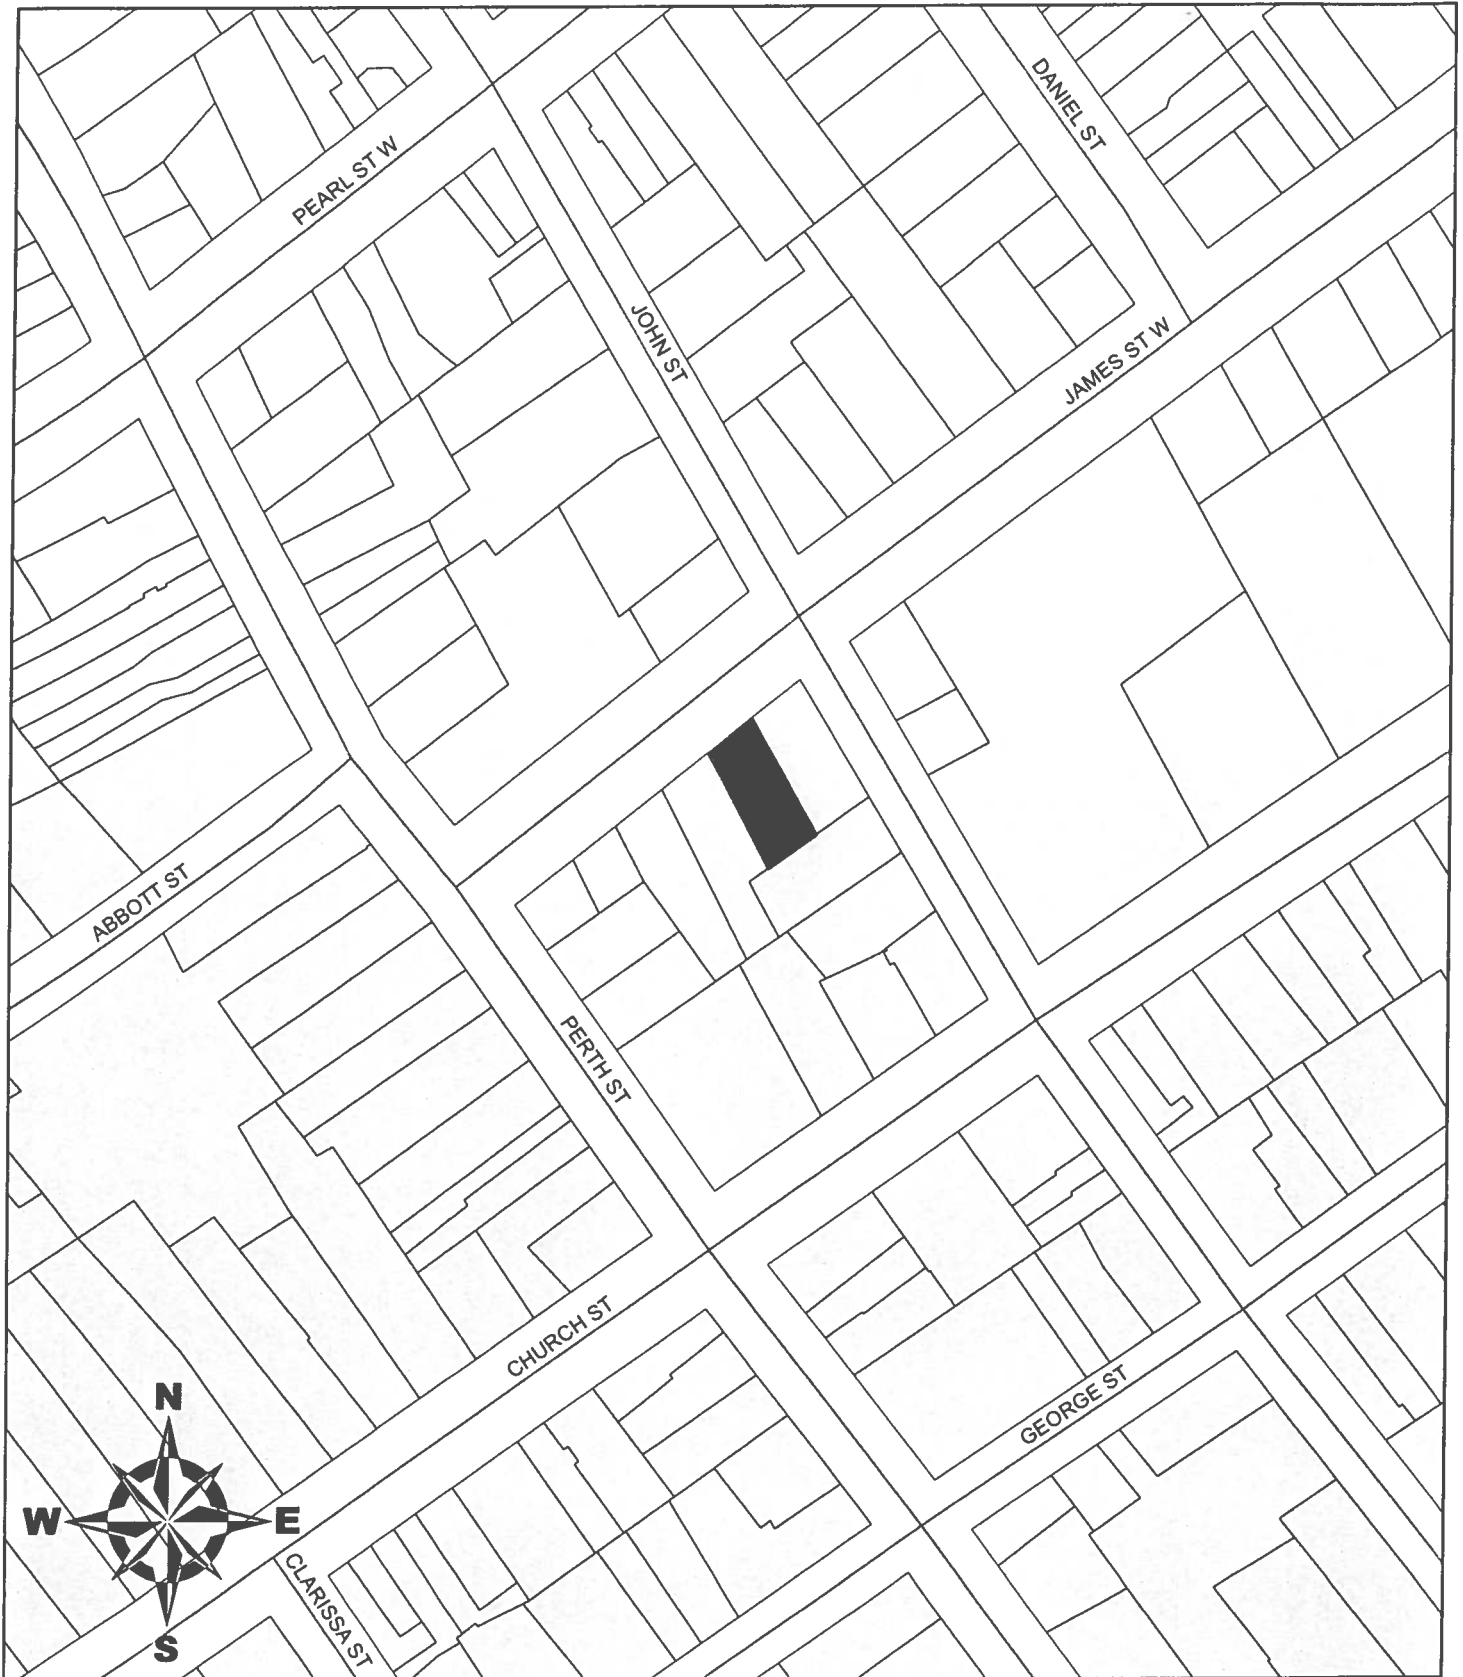 DANIEL ST
PEARL ST W
JOHN ST
JAMES ST W
ABBOTT ST
PERTH ST
CHURCH ST
GEORGE ST
N
W E
S
CLARISSA ST